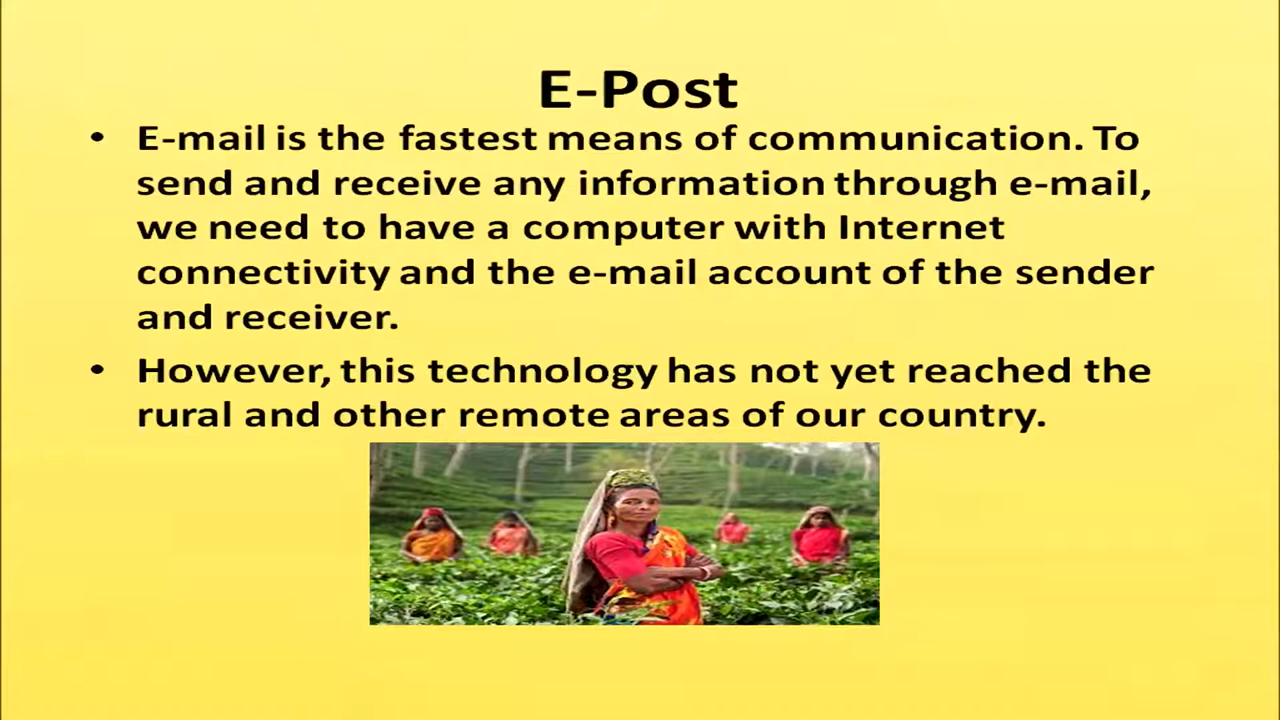 E-Post
• E-mail is the fastest means of communication. To
send and receive any information through e-mail,
we need to have a computer with Internet
connectivity and the e-mail account of the sender
and receiver.
• However, this technology has not yet reached the
rural and other remote areas of our country.